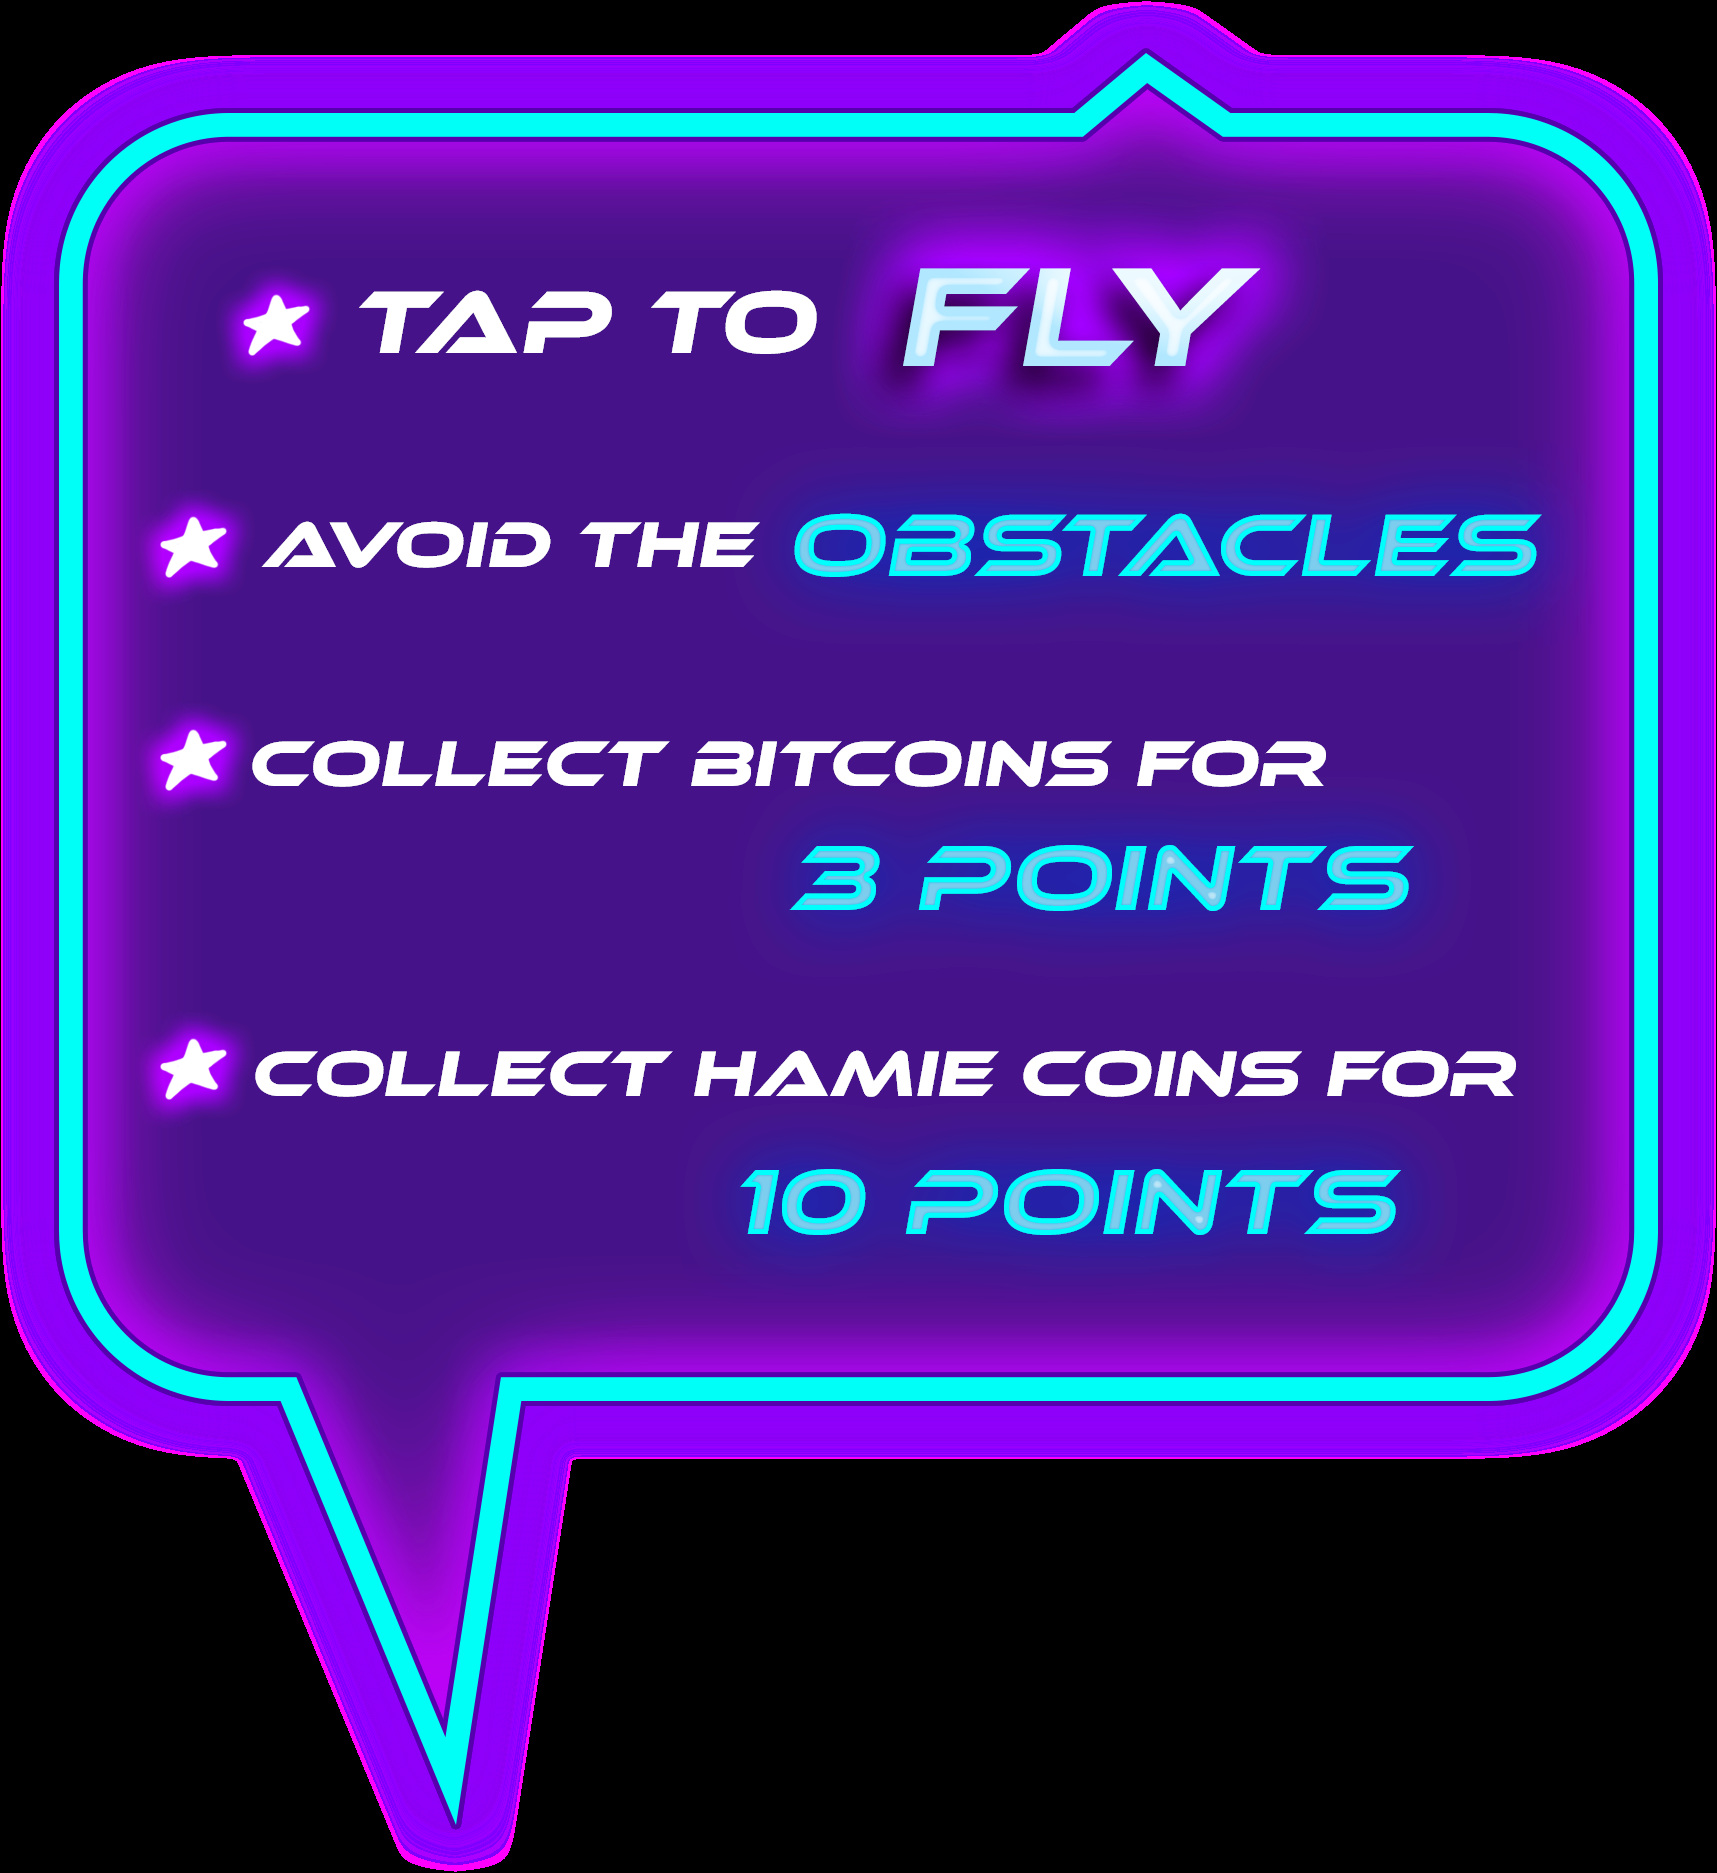 TAP TO FLY
AVOID THE OBSTACLES
COLLECT BITCOINS FOR
3 POINTS
COLLECT HAMIE COINS FOR
10 POINTS